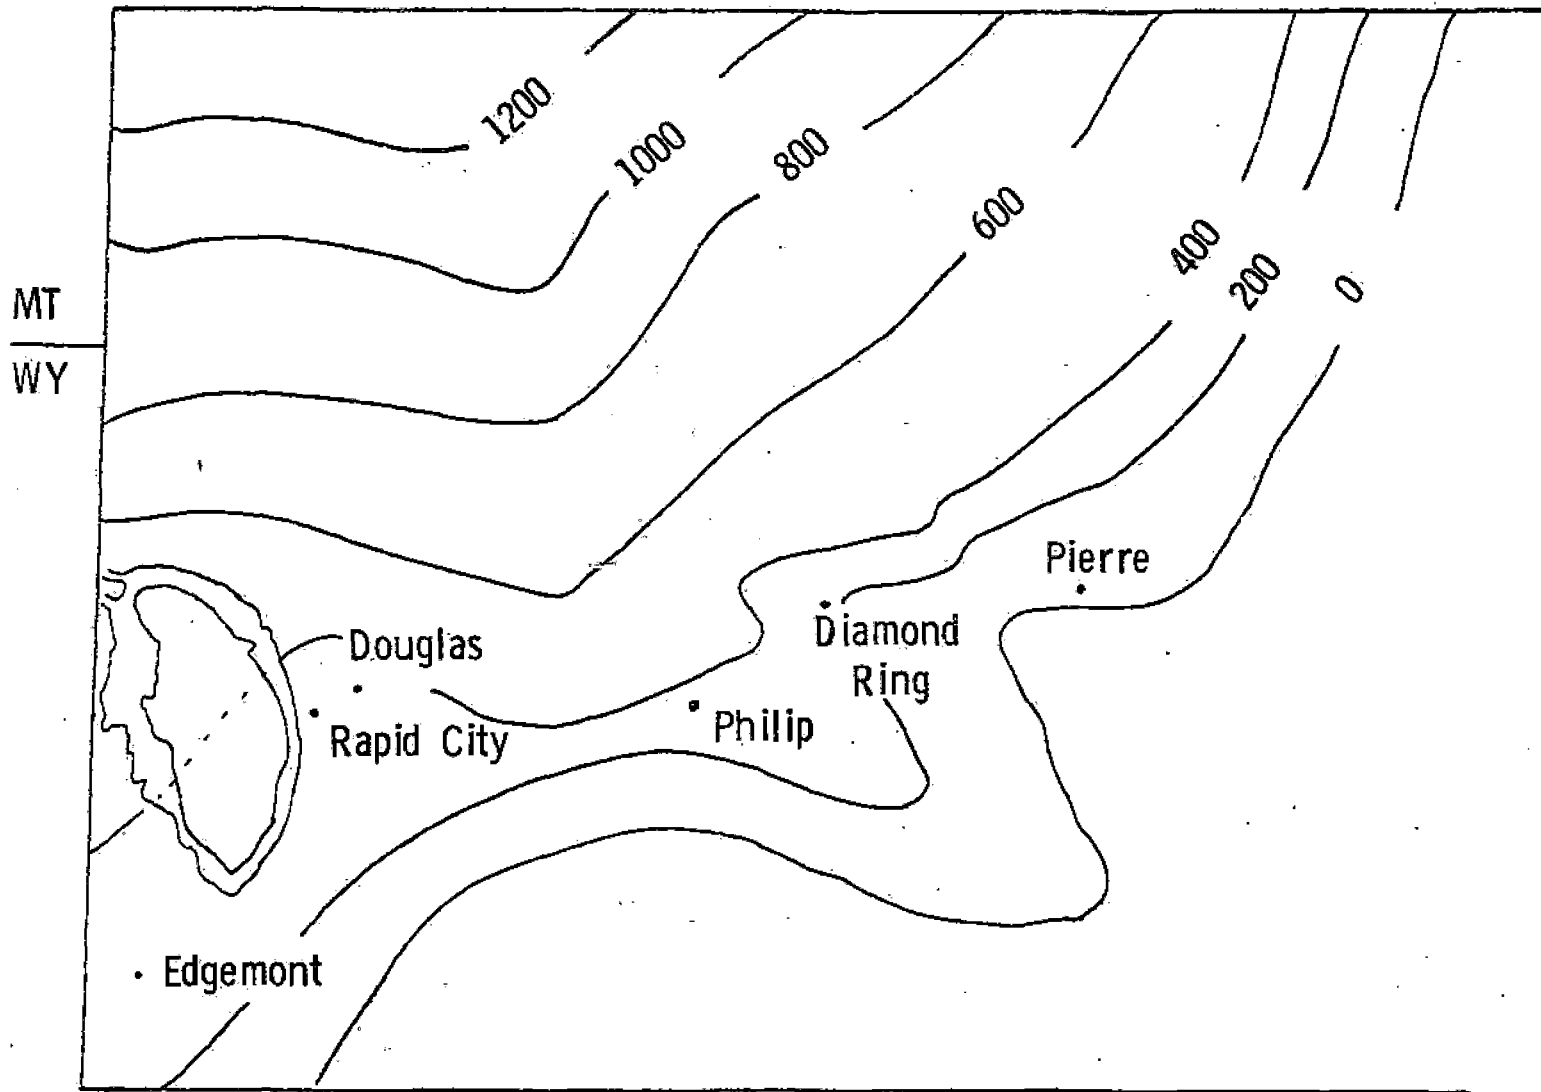 1200
1000
800
600
400
200
0
MT
WY
Pierre
Douglas
Diamond
Ring
Rapid City
Philip
Edgemont